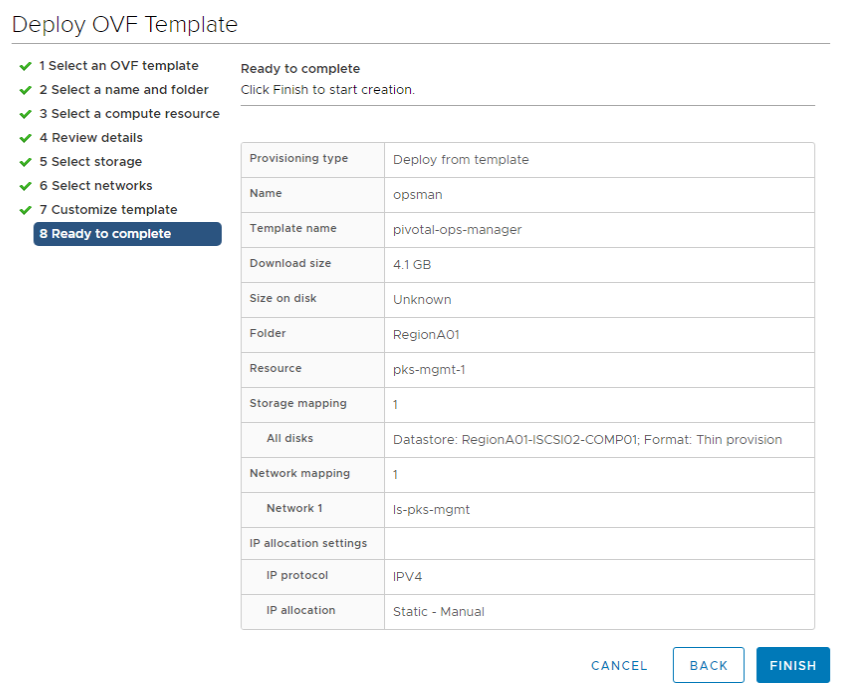 Deploy OVF Template
1 Select an OVF template
2 Select a name and folder
3 Select a compute resource
4 Review details
5 Select storage
6 Select networks
7 Customize template
8 Ready to complete
Ready to complete
Click Finish to start creation.
Provisioning type Deploy from template
Name opsman
Template name pivotal-ops-manager
Download size 4.1 GB
Size on disk Unknown
Folder RegionA01
Resource pks-mgmt-1
Storage mapping 1
All disks Datastore: RegionA01-ISCSI02-COMP01; Format: Thin provision
Network mapping 1
Network 1 ls-pks-mgmt
IP allocation settings
IP protocol IPV4
IP allocation Static - Manual
CANCEL BACK FINISH